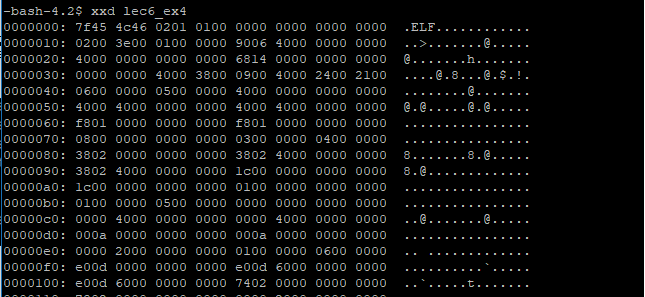 -bash-4.2$ xxd lec6_ex4
0000000: 7f45 4c46 0201 0100 0000 0000 0000 0000  .ELF............
0000010: 0200 3e00 0100 0000 9006 4000 0000 0000  ..>.......@.....
0000020: 4000 0000 0000 0000 6814 0000 0000 0000  @.......h.......
0000030: 0000 0000 4000 3800 0900 4000 2400 2100  ....@.8...@.$.!.
0000040: 0600 0000 0500 0000 4000 0000 0000 0000  ........@.......
0000050: 4000 4000 0000 0000 4000 4000 0000 0000  @.@.....@.@.....
0000060: f801 0000 0000 0000 f801 0000 0000 0000  ................
0000070: 0800 0000 0000 0000 0300 0000 0400 0000  ................
0000080: 3802 0000 0000 0000 3802 4000 0000 0000  8.......8.@.....
0000090: 3802 4000 0000 0000 1c00 0000 0000 0000  8.@.............
00000a0: 1c00 0000 0000 0000 0100 0000 0000 0000  ................
00000b0: 0100 0000 0500 0000 0000 0000 0000 0000  ................
00000c0: 0000 4000 0000 0000 0000 4000 0000 0000  ..@.......@.....
00000d0: 000a 0000 0000 0000 000a 0000 0000 0000  ................
00000e0: 0000 2000 0000 0000 0100 0000 0600 0000  .. .............
00000f0: e00d 0000 0000 0000 e00d 6000 0000 0000  ..........`.....
0000100: e00d 6000 0000 0000 7402 0000 0000 0000  ..`.....t.......